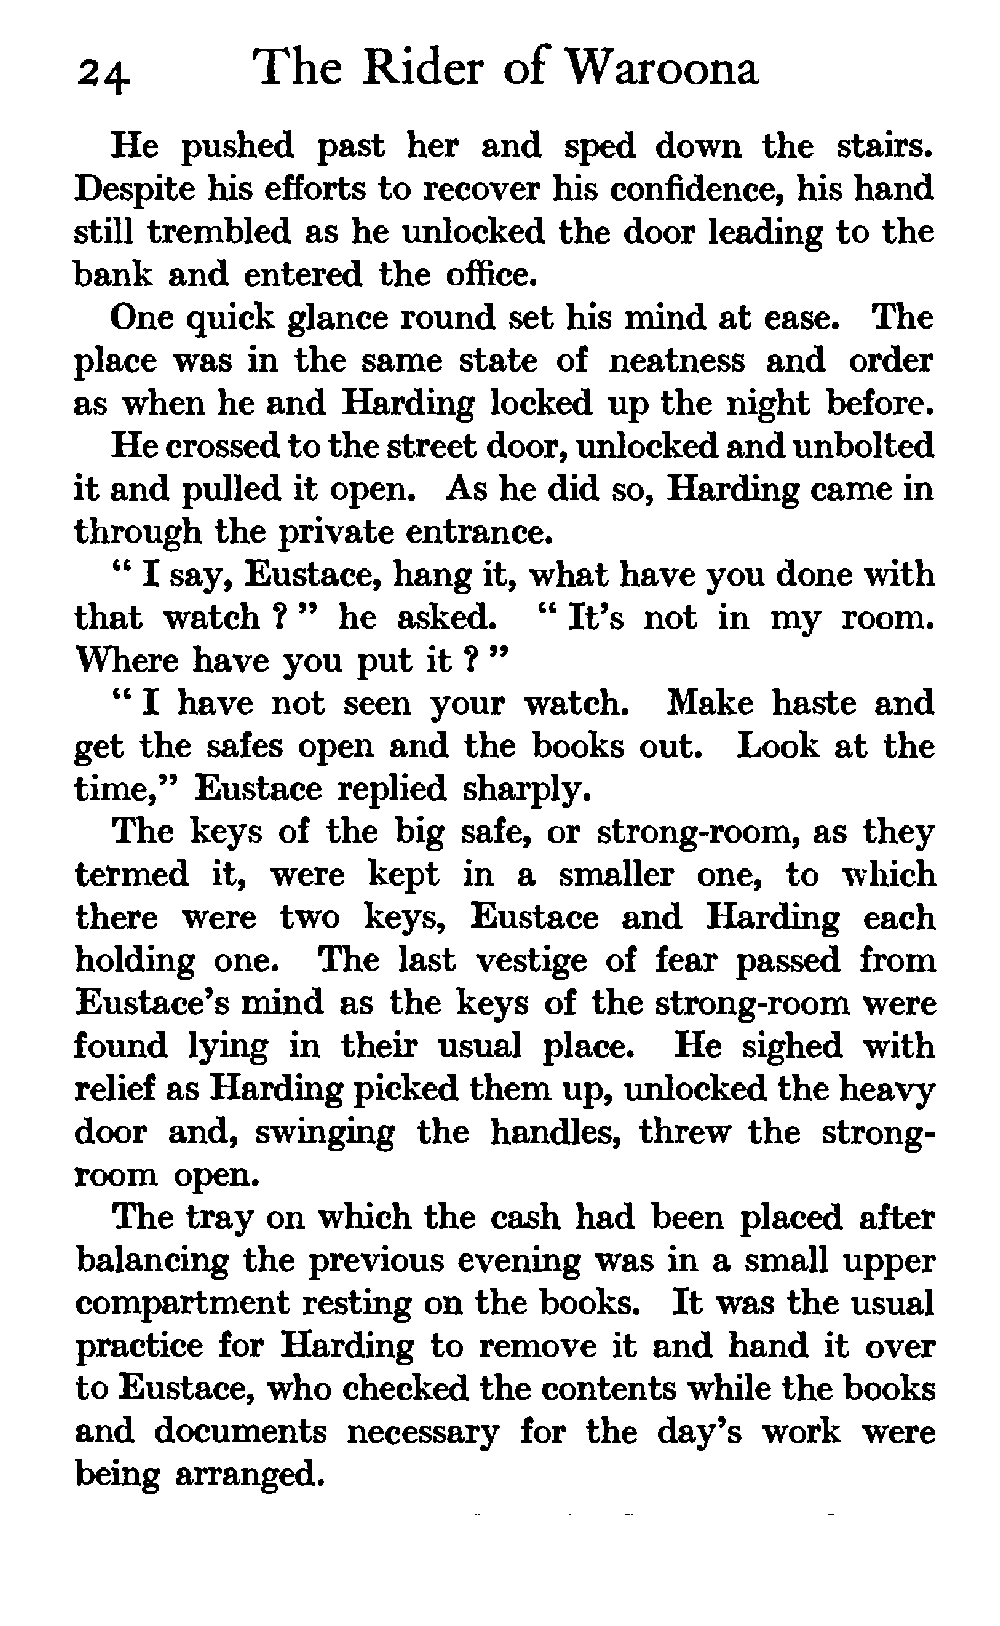 24 The Rider of Waroona
He pushed past her and sped down the stairs.
Despite his efforts to recover his confidence, his hand
still trembled as he unlocked the door leading to the
bank and entered the office.
One quick glance round set his mind at ease. The
place was in the same state of neatness and order
as when he and Harding locked up the night before.
He crossed to the street door, unlocked and unbolted
it and pulled it open. As he did so, Harding came in
through the private entrance.
“ I say, Eustace, hang it, what have you done with
that watch ? ” he asked. “ It’s not in my room.
Where have you put it ? ”
“ I have not seen your watch. Make haste and
get the safes open and the books out. Look at the
time,” Eustace replied sharply.
The keys of the big safe, or strong-room, as they
termed it, were kept in a smaller one, to which
there were two keys, Eustace and Harding each
holding one. The last vestige of fear passed from
Eustace’s mind as the keys of the strong-room were
found lying in their usual place. He sighed with
relief as Harding picked them up, unlocked the heavy
door and, swinging the handles, threw the strong-
room open.
The tray on which the cash had been placed after
balancing the previous evening was in a small upper
compartment resting on the books. It was the usual
practice for Harding to remove it and hand it over
to Eustace, who checked the contents while the books
and documents necessary for the day’s work were
being arranged.